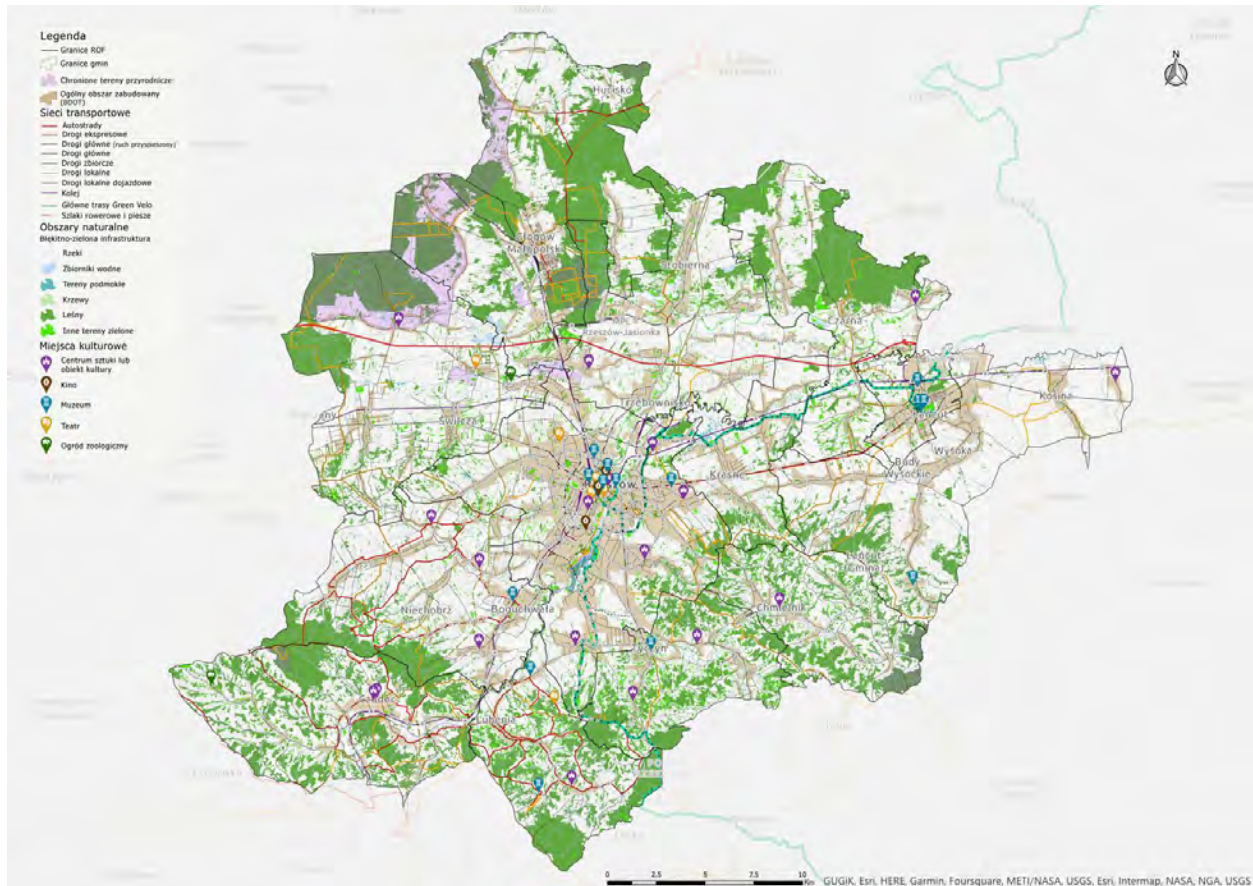 Legenda
Granice ROF
Granice gmin
Chronione tereny przyrodnicze
Ogólny obszar zabudowany
(BDOT)
Sieci transportowe
Autostrady
Drogi ekspresowe
Drogi główne (ruch przyspieszony)
Drogi główne
Drogi zbiorcze
Drogi lokalne
Drogi lokalne dojazdowe
Kolej
Główne trasy Green Velo
Szlaki rowerowe i piesze
Obszary naturalne
Błękitno-zielona infrastruktura
Rzeki
Zbiorniki wodne
Tereny podmokłe
Krzewy
Leśny
Inne tereny zielone
Miejsca kulturowe
Centrum sztuki lub
obiekt kultury
Kino
Muzeum
Teatr
Ogród zoologiczny
N
Hucisko
Głogów
Małopolski
Stobierna
Czarna
Rzeszów-Jasionka
Trzebownisko
Świlcza
Kosina
Wysoka
Budy
Wysockie
Krasne
Łańcut
(Gmina)
Chmielnik
Niechobrz
Boguchwała
Lubenia
0 2,5 5 7,5 10
Km
GUGiK, Esri, HERE, Garmin, Foursquare, METI/NASA, USGS, Esri, Intermap, NASA, NGA, USGS